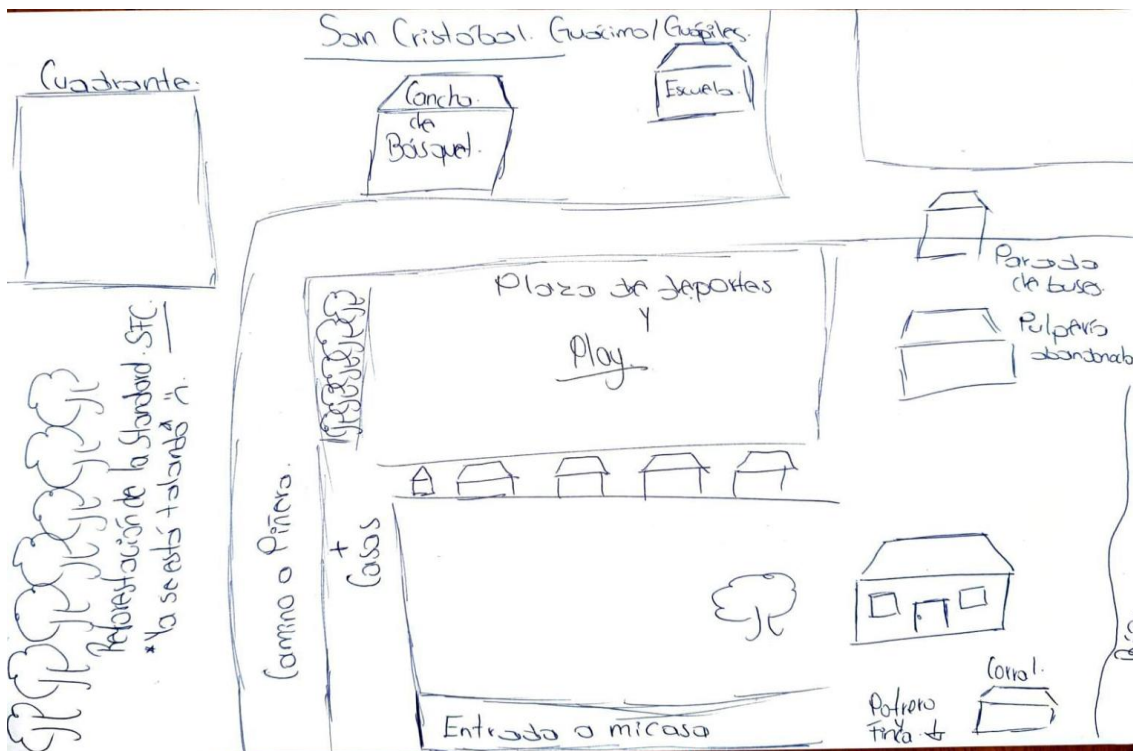 San Cristóbal. Guácimo/Guápiles.
Cuadrante.
Cancha
de
Básquet.
Escuela.
Parada
de buses.
Plaza de deportes
y
Play
Pulpería
abandonada
Reforestación de la Standard. SFC.
*Ya se está talando*
Camino a Piñera.
+
Casas
Corral.
Potrero
y
finca.
Entrada a mi casa